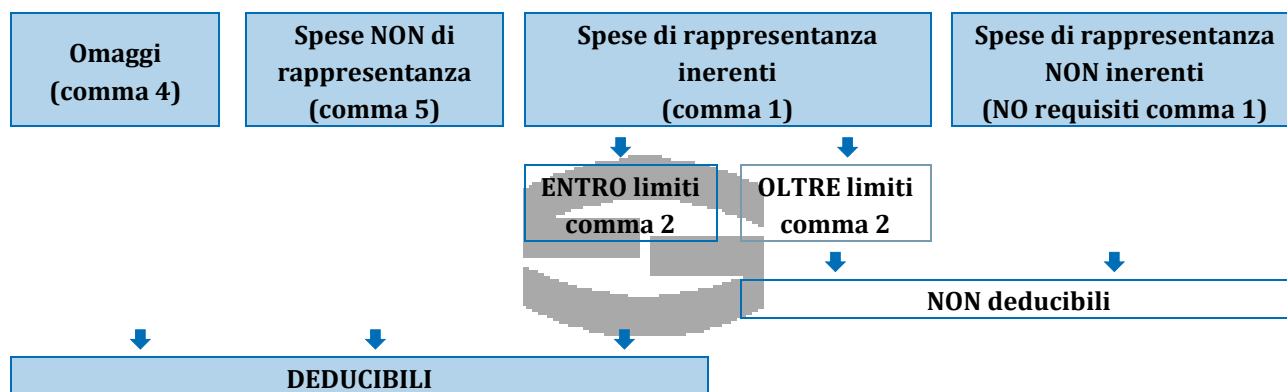 Omaggi
(comma 4)
Spese NON di
rappresentanza
(comma 5)
Spese di rappresentanza
inerenti
(comma 1)
Spese di rappresentanza
NON inerenti
(NO requisiti comma 1)
ENTRO limiti
comma 2
OLTRE limiti
comma 2
NON deducibili
DEDUCIBILI